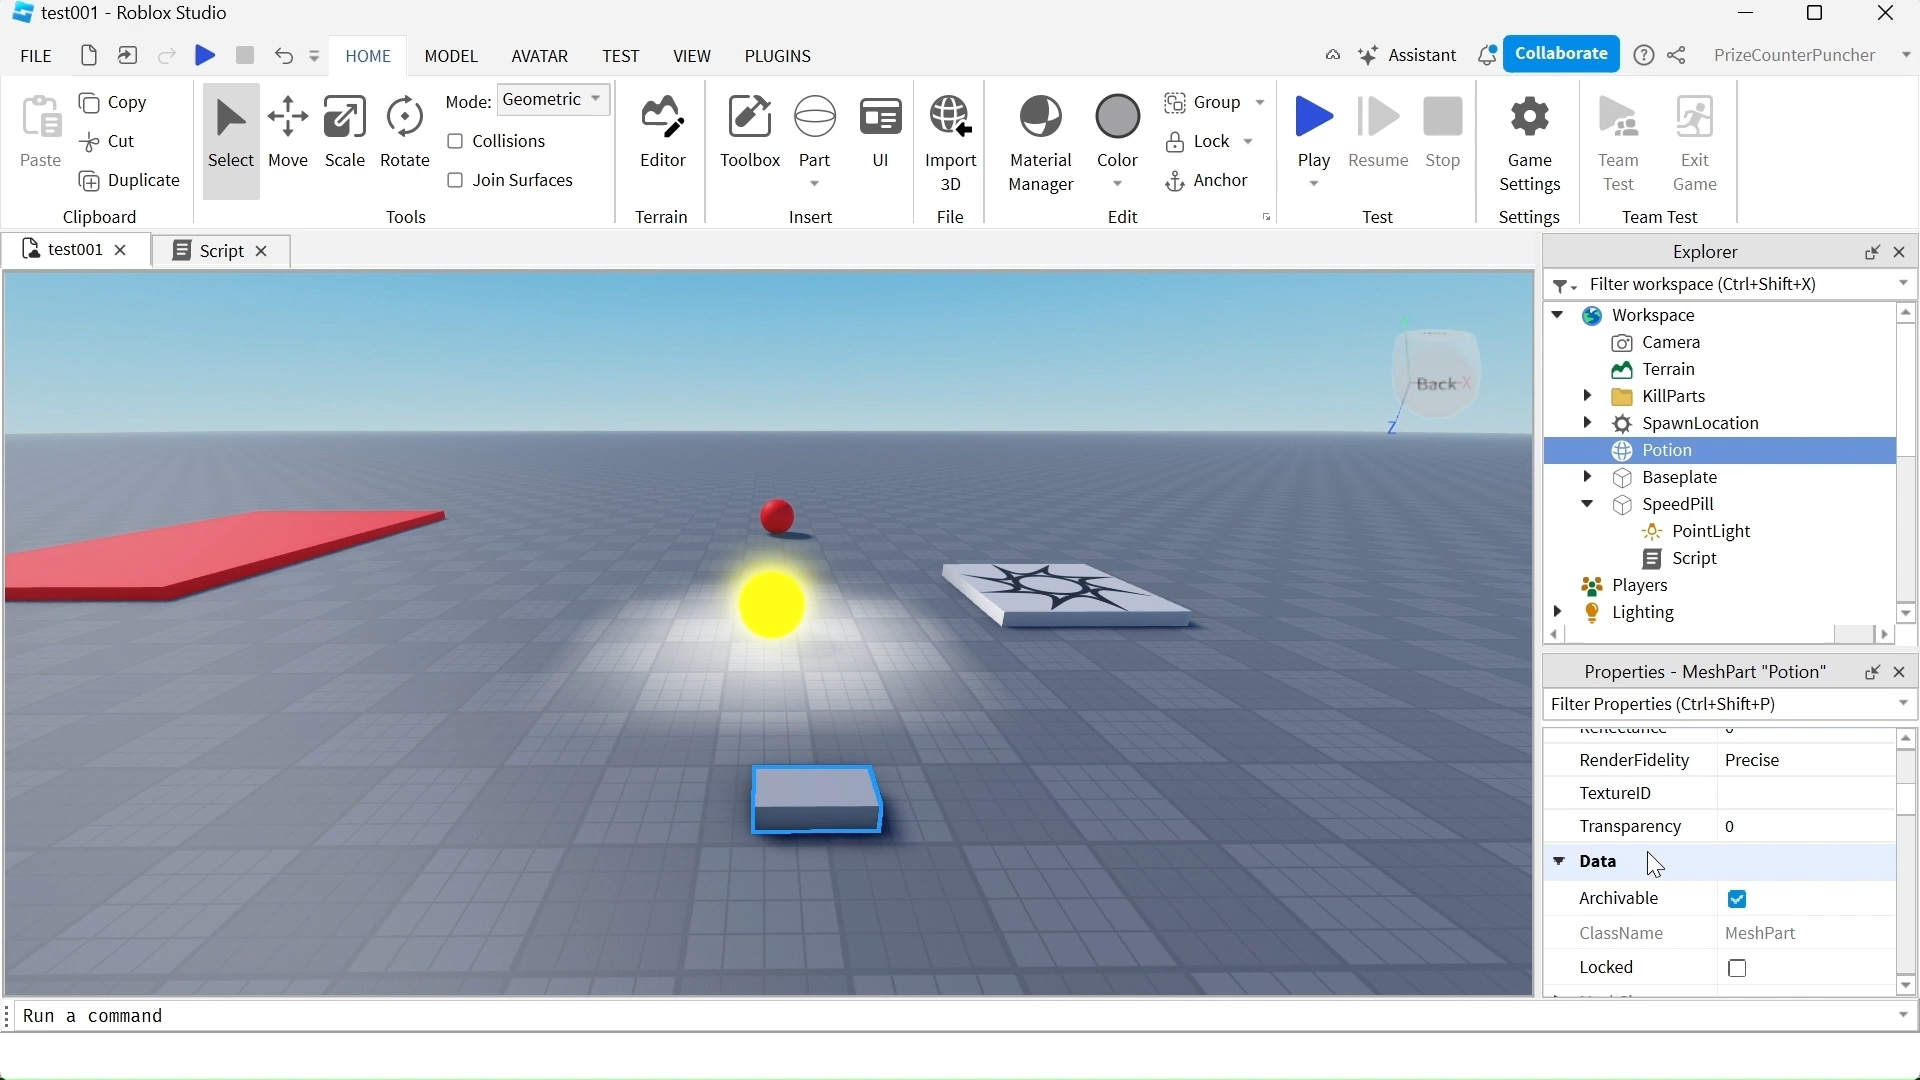 test001 - Roblox Studio
FILE HOME MODEL AVATAR TEST VIEW PLUGINS Assistant Collaborate PrizeCounterPuncher
Paste Copy Cut Duplicate
Clipboard
Select Move Scale Rotate Mode: Geometric
Collisions
Join Surfaces
Tools
Editor
Terrain
Toolbox Part UI
Insert
Import 3D
File
Material Manager Color Group Lock Anchor
Edit
Play Resume Stop
Test
Game Settings
Settings
Team Test Exit Game
Team Test
test001 Script
Back X
Z
Explorer
Filter workspace (Ctrl+Shift+X)
Workspace
Camera
Terrain
KillParts
SpawnLocation
Potion
Baseplate
SpeedPill
PointLight
Script
Players
Lighting
Properties - MeshPart "Potion"
Filter Properties (Ctrl+Shift+P)
Reflectance 0
RenderFidelity Precise
TextureID
Transparency 0
Data
Archivable
ClassName MeshPart
Locked
Run a command